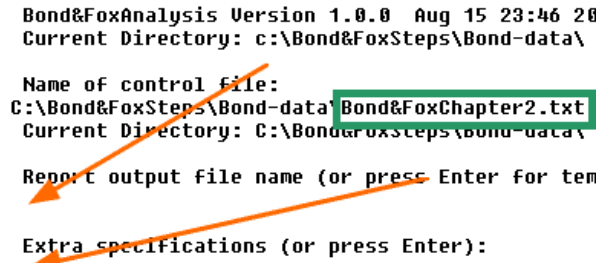 Bond&FoxAnalysis Version 1.0.0 Aug 15 23:46 20
Current Directory: c:\Bond&FoxSteps\Bond-data\
Name of control file:
C:\Bond&FoxSteps\Bond-data\Bond&FoxChapter2.txt
Current Directory: C:\Bond&FoxSteps\Bond-data\
Report output file name (or press Enter for tem
Extra specifications (or press Enter):